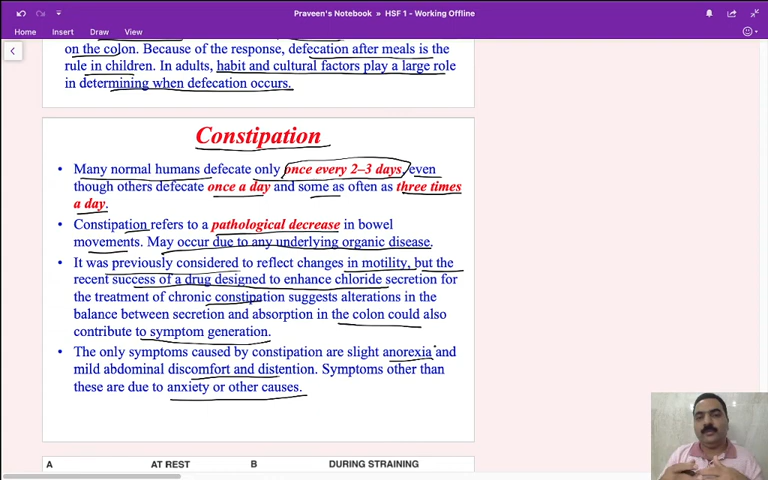 Praveen's Notebook » HSF 1 - Working Offline
Home Insert Draw View
on the colon. Because of the response, defecation after meals is the
rule in children. In adults, habit and cultural factors play a large role
in determining when defecation occurs.
Constipation
• Many normal humans defecate only once every 2–3 days, even
though others defecate once a day and some as often as three times
a day.
• Constipation refers to a pathological decrease in bowel
movements. May occur due to any underlying organic disease.
• It was previously considered to reflect changes in motility, but the
recent success of a drug designed to enhance chloride secretion for
the treatment of chronic constipation suggests alterations in the
balance between secretion and absorption in the colon could also
contribute to symptom generation.
• The only symptoms caused by constipation are slight anorexia and
mild abdominal discomfort and distention. Symptoms other than
these are due to anxiety or other causes.
A AT REST B DURING STRAINING